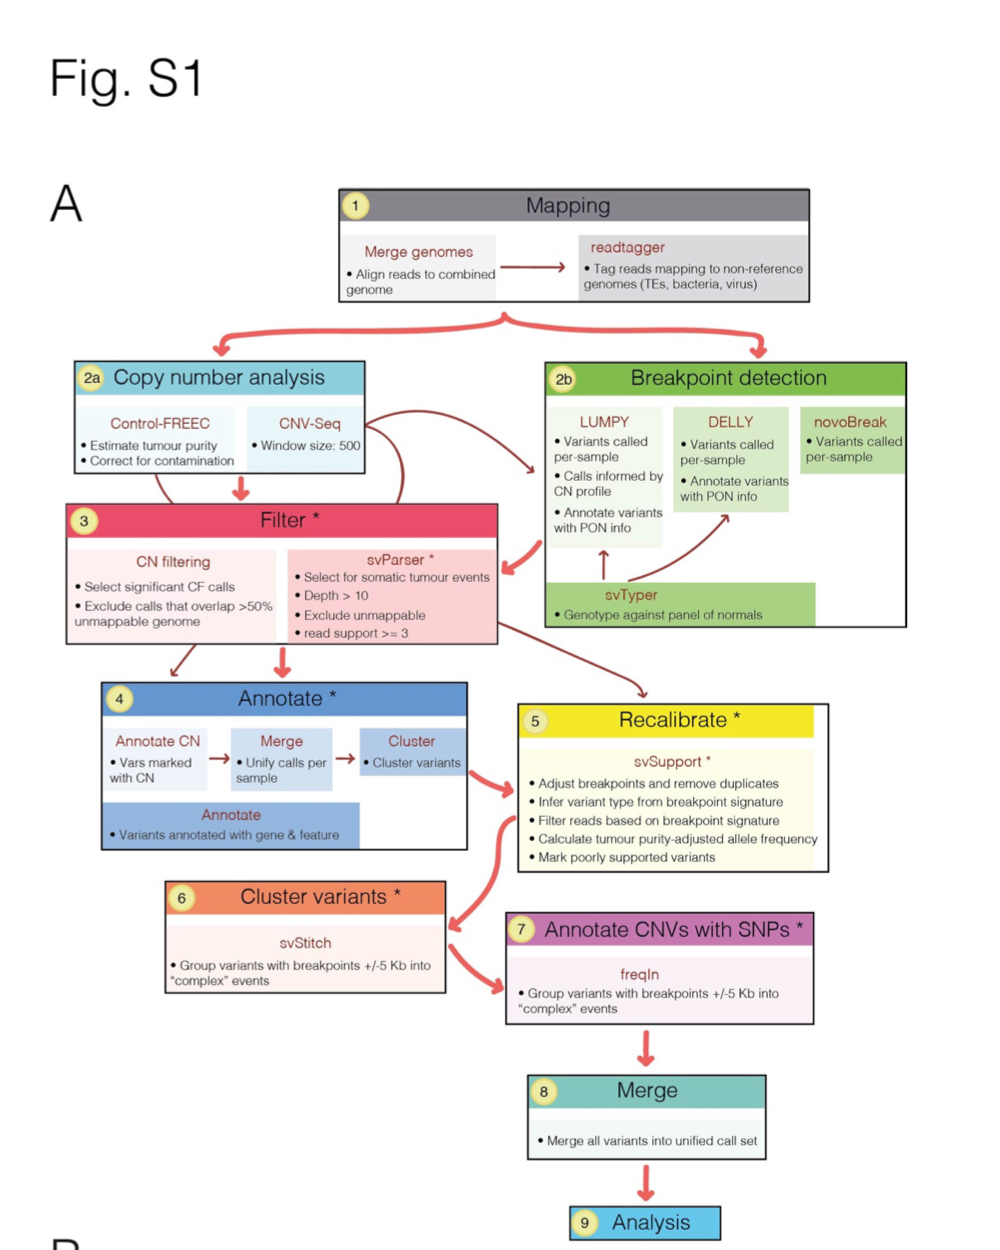 Fig. S1
A
1 Mapping
Merge genomes
• Align reads to combined
genome
readtagger
• Tag reads mapping to non-reference
genomes (TEs, bacteria, virus)
2a Copy number analysis
Control-FREEC
• Estimate tumour purity
• Correct for contamination
CNV-Seq
• Window size: 500
2b Breakpoint detection
LUMPY
• Variants called
per-sample
• Calls informed by
CN profile
• Annotate variants
with PON info
DELLY
• Variants called
per-sample
• Annotate variants
with PON info
novoBreak
• Variants called
per-sample
svTyper
• Genotype against panel of normals
3 Filter *
CN filtering
• Select significant CF calls
• Exclude calls that overlap >50%
unmappable genome
svParser *
• Select for somatic tumour events
• Depth > 10
• Exclude unmappable
• read support >= 3
4 Annotate *
Annotate CN
• Vars marked
with CN
Merge
• Unify calls per
sample
Cluster
• Cluster variants
Annotate
• Variants annotated with gene & feature
5 Recalibrate *
svSupport *
• Adjust breakpoints and remove duplicates
• Infer variant type from breakpoint signature
• Filter reads based on breakpoint signature
• Calculate tumour purity-adjusted allele frequency
• Mark poorly supported variants
6 Cluster variants *
svStitch
• Group variants with breakpoints +/-5 Kb into
“complex” events
7 Annotate CNVs with SNPs *
freqIn
• Group variants with breakpoints +/-5 Kb into
“complex” events
8 Merge
• Merge all variants into unified call set
9 Analysis